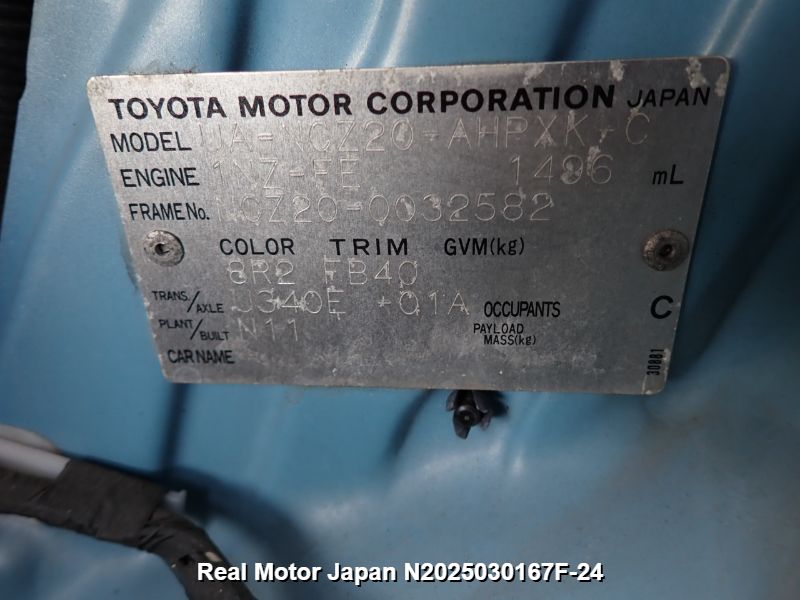 TOYOTA MOTOR CORPORATION JAPAN
MODEL UA-NCZ20-AHPXK-C
ENGINE 1NZ-FE 1496 mL
FRAME No. NCZ20-0032582
COLOR TRIM GVM(kg)
8R2 FB40
TRANS./AXLE U340E -01A OCCUPANTS C
PLANT/BUILT N11 PAYLOAD MASS(kg)
CAR NAME
30881
Real Motor Japan N2025030167F-24